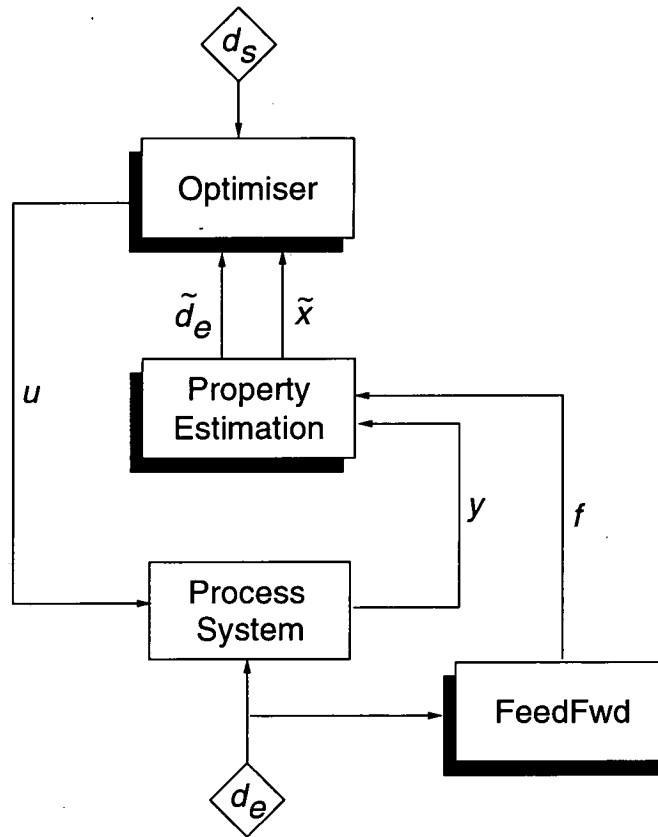 d_s
Optimiser
d̃_e x̃
Property
Estimation
u
y
f
Process
System
FeedFwd
d_e